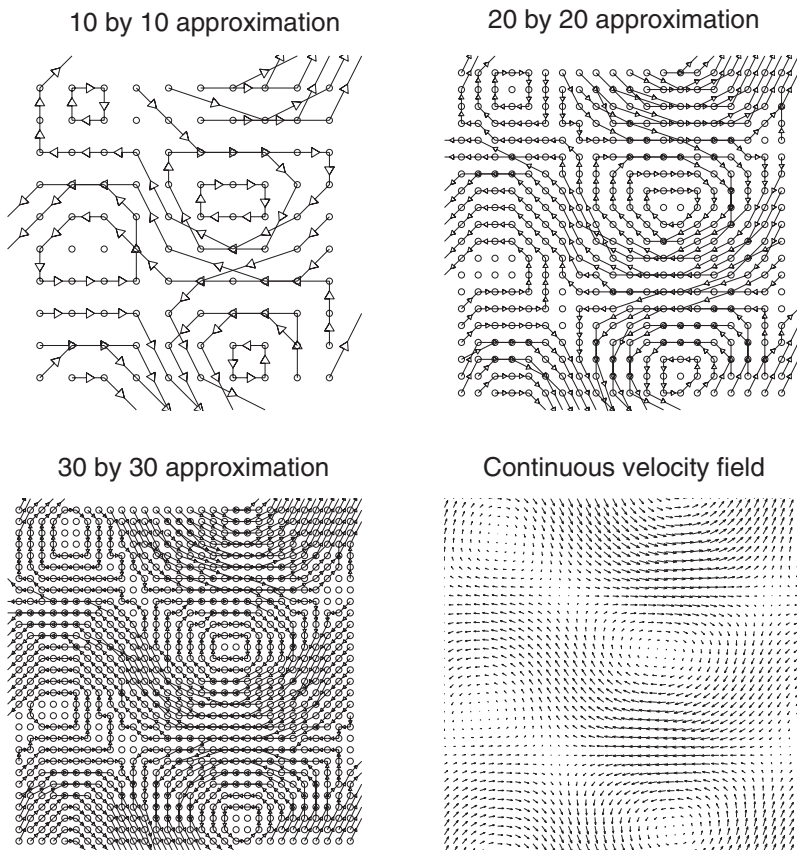 10 by 10 approximation
20 by 20 approximation
30 by 30 approximation
Continuous velocity field